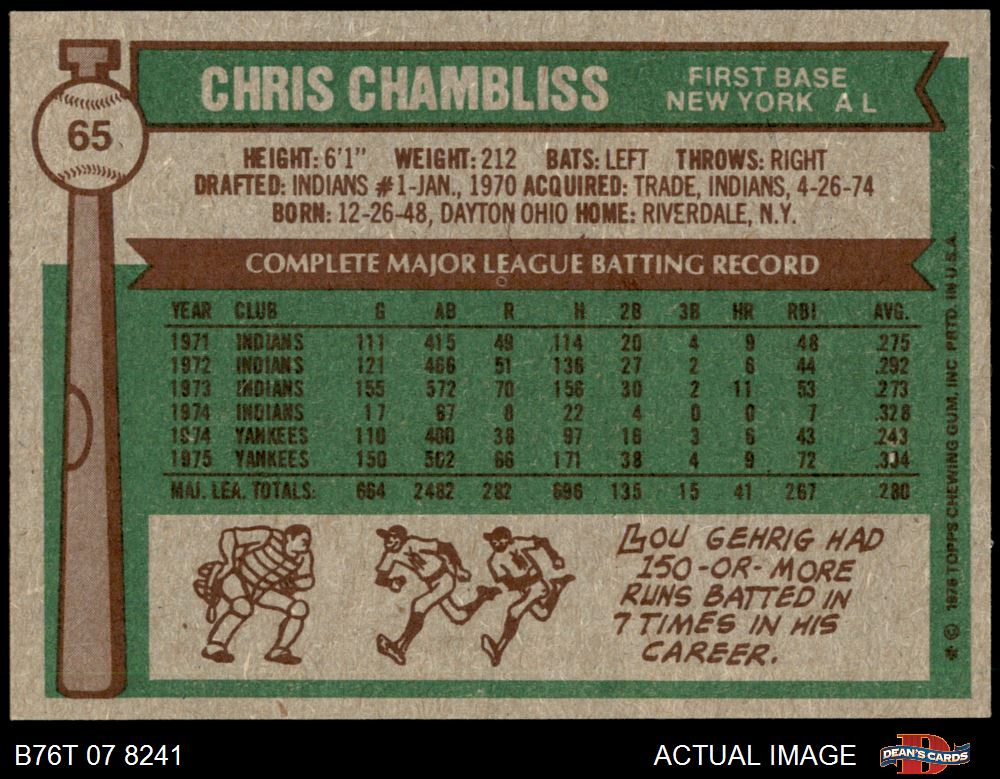 65
CHRIS CHAMBLISS
FIRST BASE
NEW YORK A L
HEIGHT: 6'1" WEIGHT: 212 BATS: LEFT THROWS: RIGHT
DRAFTED: INDIANS #1-JAN., 1970 ACQUIRED: TRADE, INDIANS, 4-26-74
BORN: 12-26-48, DAYTON OHIO HOME: RIVERDALE, N.Y.
COMPLETE MAJOR LEAGUE BATTING RECORD
YEAR CLUB G AB R H 2B 3B HR RBI AVG.
1971 INDIANS 111 415 49 114 20 4 9 48 .275
1972 INDIANS 121 466 51 136 27 2 6 44 .292
1973 INDIANS 155 572 70 156 30 2 11 53 .273
1974 INDIANS 17 67 8 22 4 0 0 7 .328
1974 YANKEES 110 400 38 97 16 3 6 43 .243
1975 YANKEES 150 562 66 171 38 4 9 72 .304
MAJ. LEA. TOTALS: 664 2482 282 696 135 15 41 267 .280
LOU GEHRIG HAD
150-OR-MORE
RUNS BATTED IN
7 TIMES IN HIS
CAREER.
* © 1976 TOPPS CHEWING GUM, INC. PRTD. IN U.S.A.
B76T 07 8241
ACTUAL IMAGE
DEAN'S CARDS